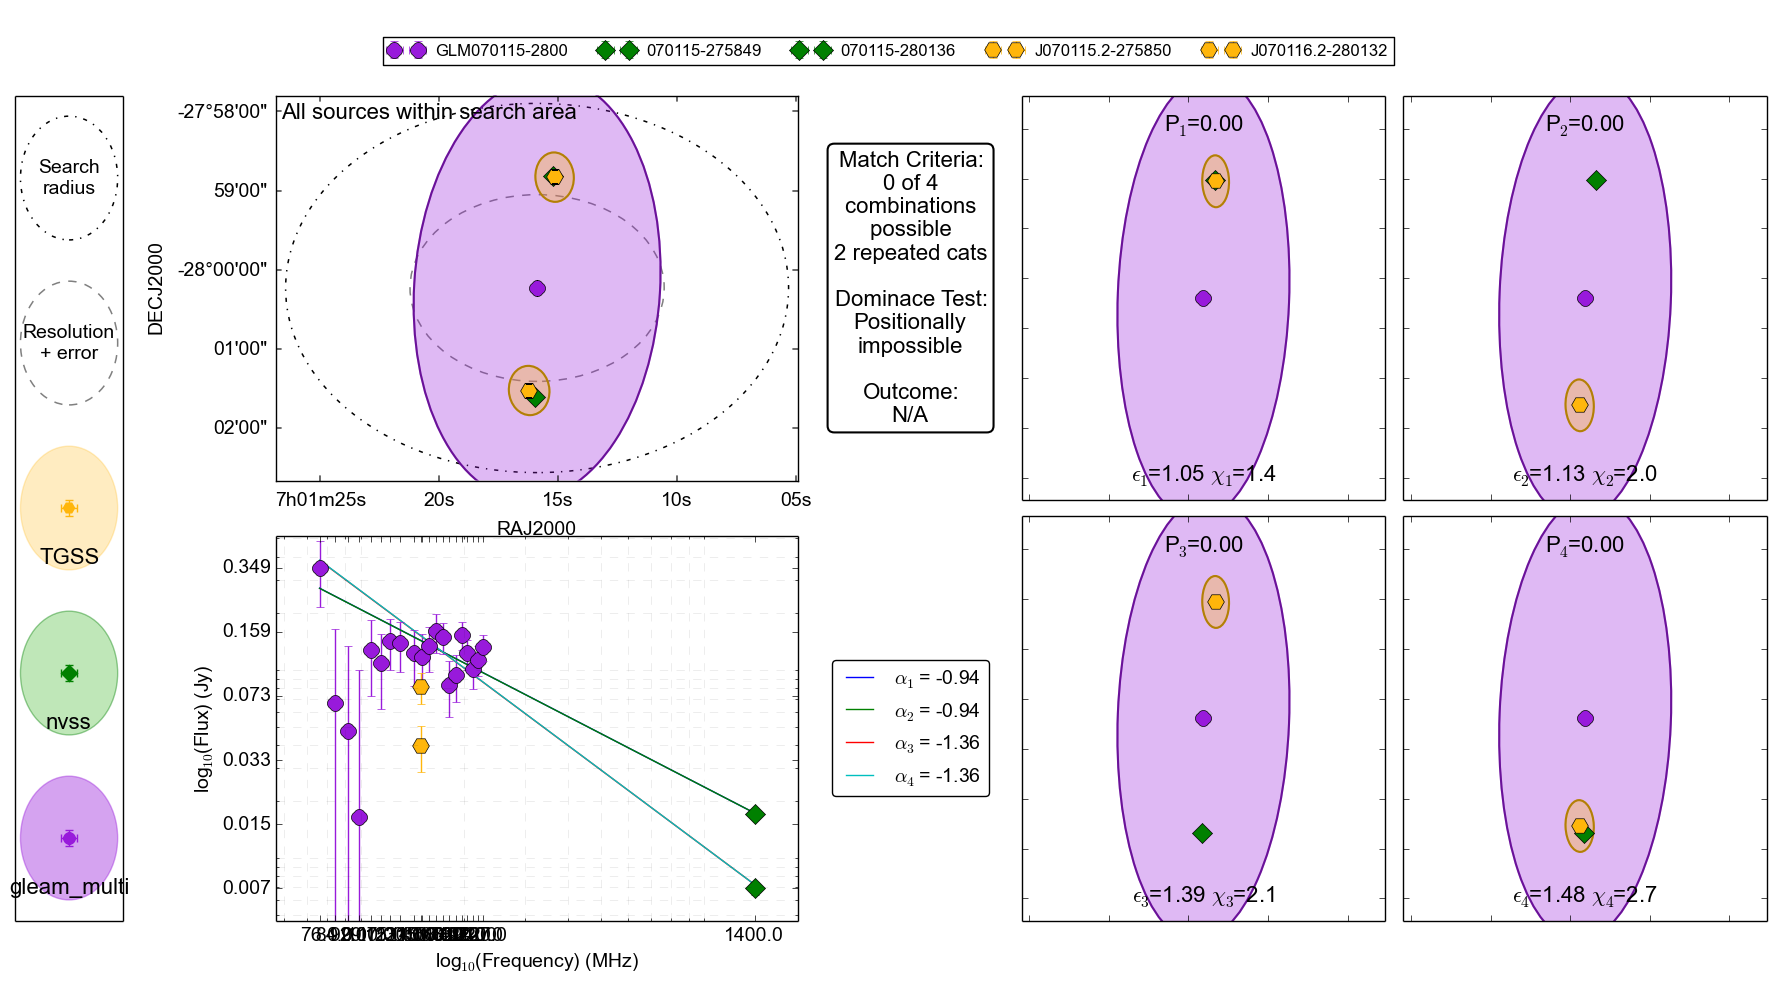 GLM070115-2800
070115-275849
070115-280136
J070115.2-275850
J070116.2-280132
Search
radius
Resolution
+ error
TGSS
nvss
gleam_multi
All sources within search area
DECJ2000
-27°58'00"
59'00"
-28°00'00"
01'00"
02'00"
7h01m25s
20s
15s
10s
05s
RAJ2000
Match Criteria:
0 of 4
combinations
possible
2 repeated cats
Dominace Test:
Positionally
impossible
Outcome:
N/A
P1=0.00
ϵ1=1.05 χ1=1.4
P2=0.00
ϵ2=1.13 χ2=2.0
P3=0.00
ϵ3=1.39 χ3=2.1
P4=0.00
ϵ4=1.48 χ4=2.7
log10(Flux) (Jy)
0.349
0.159
0.073
0.033
0.015
0.007
1400.0
log10(Frequency) (MHz)
α1 = -0.94
α2 = -0.94
α3 = -1.36
α4 = -1.36